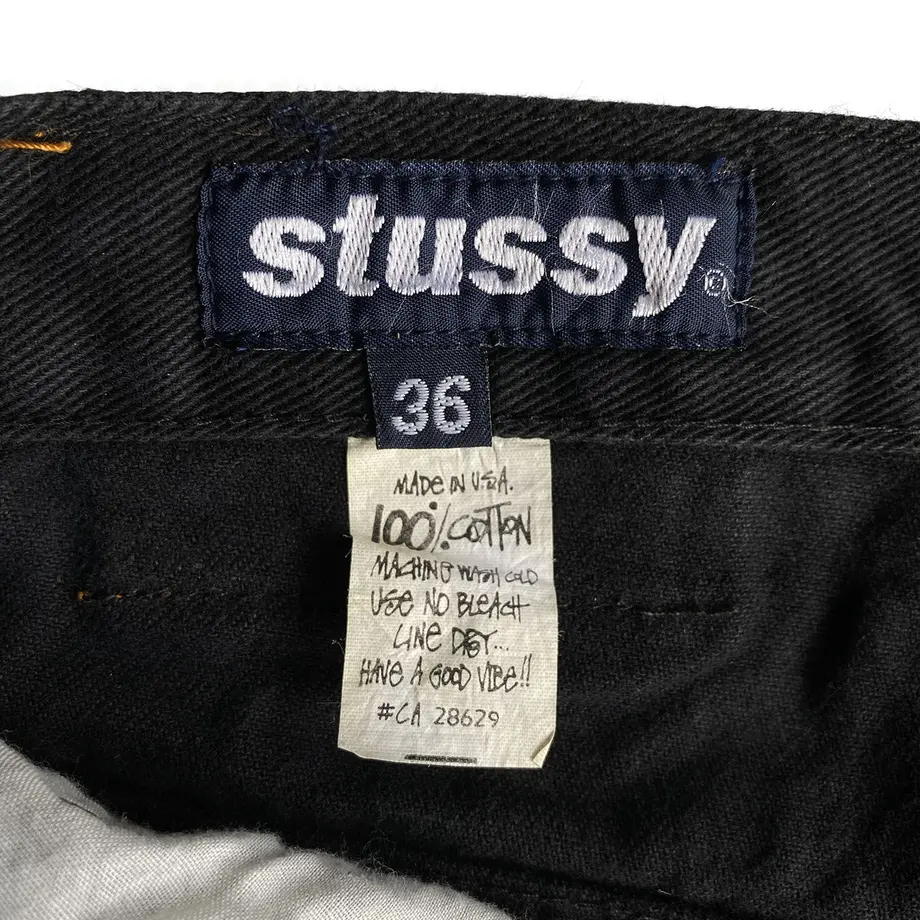 stussy®
36
MADE IN U.S.A.
100% COTTON
MACHINE WASH COLD
USE NO BLEACH
LINE DRY...
HAVE A GOOD VIBE!!
#CA 28629